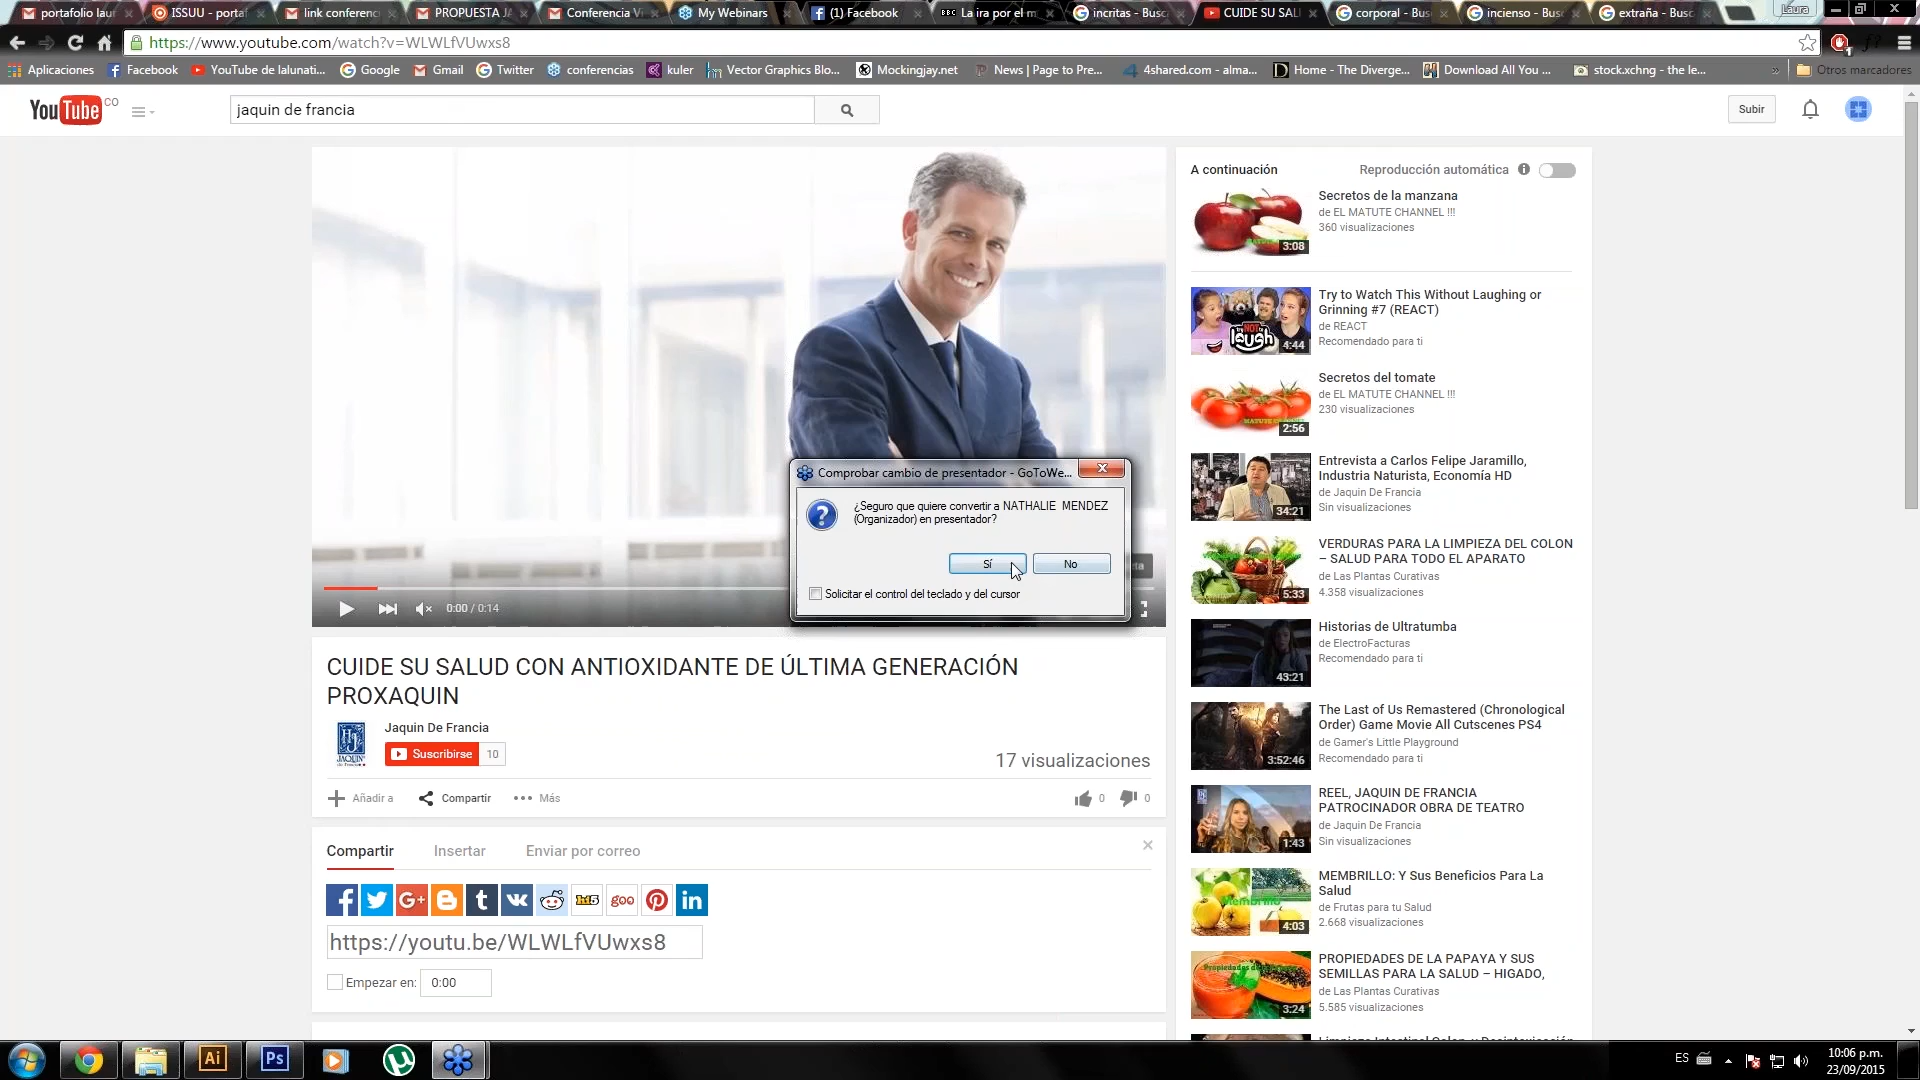 portafolio laur
ISSUU - portaf
link conferenc
PROPUESTA JA
Conferencia Vi
My Webinars
(1) Facebook
BBC La ira por el m
incritas - Busc
CUIDE SU SAL
corporal - Bus
incienso - Busc
extraña - Busc
Laura
https://www.youtube.com/watch?v=WLWLfVUwxs8
Aplicaciones
Facebook
YouTube de lalunati...
Google
Gmail
Twitter
conferencias
kuler
Vector Graphics Blo...
Mockingjay.net
News | Page to Pre...
4shared.com - alma...
Home - The Diverge...
Download All You ...
stock.xchng - the le...
»
Otros marcadores
YouTube CO
jaquin de francia
Subir
A continuación
Reproducción automática
Secretos de la manzana
de EL MATUTE CHANNEL !!!
360 visualizaciones
3:08
Try to Watch This Without Laughing or
Grinning #7 (REACT)
de REACT
Recomendado para ti
Try NOT to laugh
4:44
Secretos del tomate
de EL MATUTE CHANNEL !!!
230 visualizaciones
2:56
Entrevista a Carlos Felipe Jaramillo,
Industria Naturista, Economía HD
de Jaquin De Francia
Sin visualizaciones
34:21
VERDURAS PARA LA LIMPIEZA DEL COLON
– SALUD PARA TODO EL APARATO
de Las Plantas Curativas
4.358 visualizaciones
5:33
Historias de Ultratumba
de ElectroFacturas
Recomendado para ti
43:21
The Last of Us Remastered (Chronological
Order) Game Movie All Cutscenes PS4
de Gamer's Little Playground
Recomendado para ti
3:52:46
REEL, JAQUIN DE FRANCIA
PATROCINADOR OBRA DE TEATRO
de Jaquin De Francia
Sin visualizaciones
1:43
MEMBRILLO: Y Sus Beneficios Para La
Salud
de Frutas para tu Salud
2.668 visualizaciones
Membrillo
4:03
PROPIEDADES DE LA PAPAYA Y SUS
SEMILLAS PARA LA SALUD – HIGADO,
de Las Plantas Curativas
5.585 visualizaciones
3:24
Comprobar cambio de presentador - GoToWe...
¿Seguro que quiere convertir a NATHALIE MENDEZ
(Organizador) en presentador?
Sí
No
Solicitar el control del teclado y del cursor
0:00 / 0:14
CUIDE SU SALUD CON ANTIOXIDANTE DE ÚLTIMA GENERACIÓN
PROXAQUIN
Jaquin De Francia
Suscribirse
10
17 visualizaciones
Añadir a
Compartir
Más
0
0
Compartir
Insertar
Enviar por correo
https://youtu.be/WLWLfVUwxs8
Empezar en:
0:00
Ai
Ps
ES
10:06 p.m.
23/09/2015